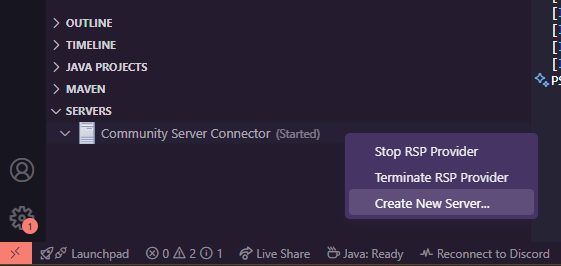 OUTLINE
TIMELINE
JAVA PROJECTS
MAVEN
SERVERS
Community Server Connector (Started)
Stop RSP Provider
Terminate RSP Provider
Create New Server...
1
Launchpad 0 2 1 Live Share Java: Ready Reconnect to Discord
[
[
[
[
PS